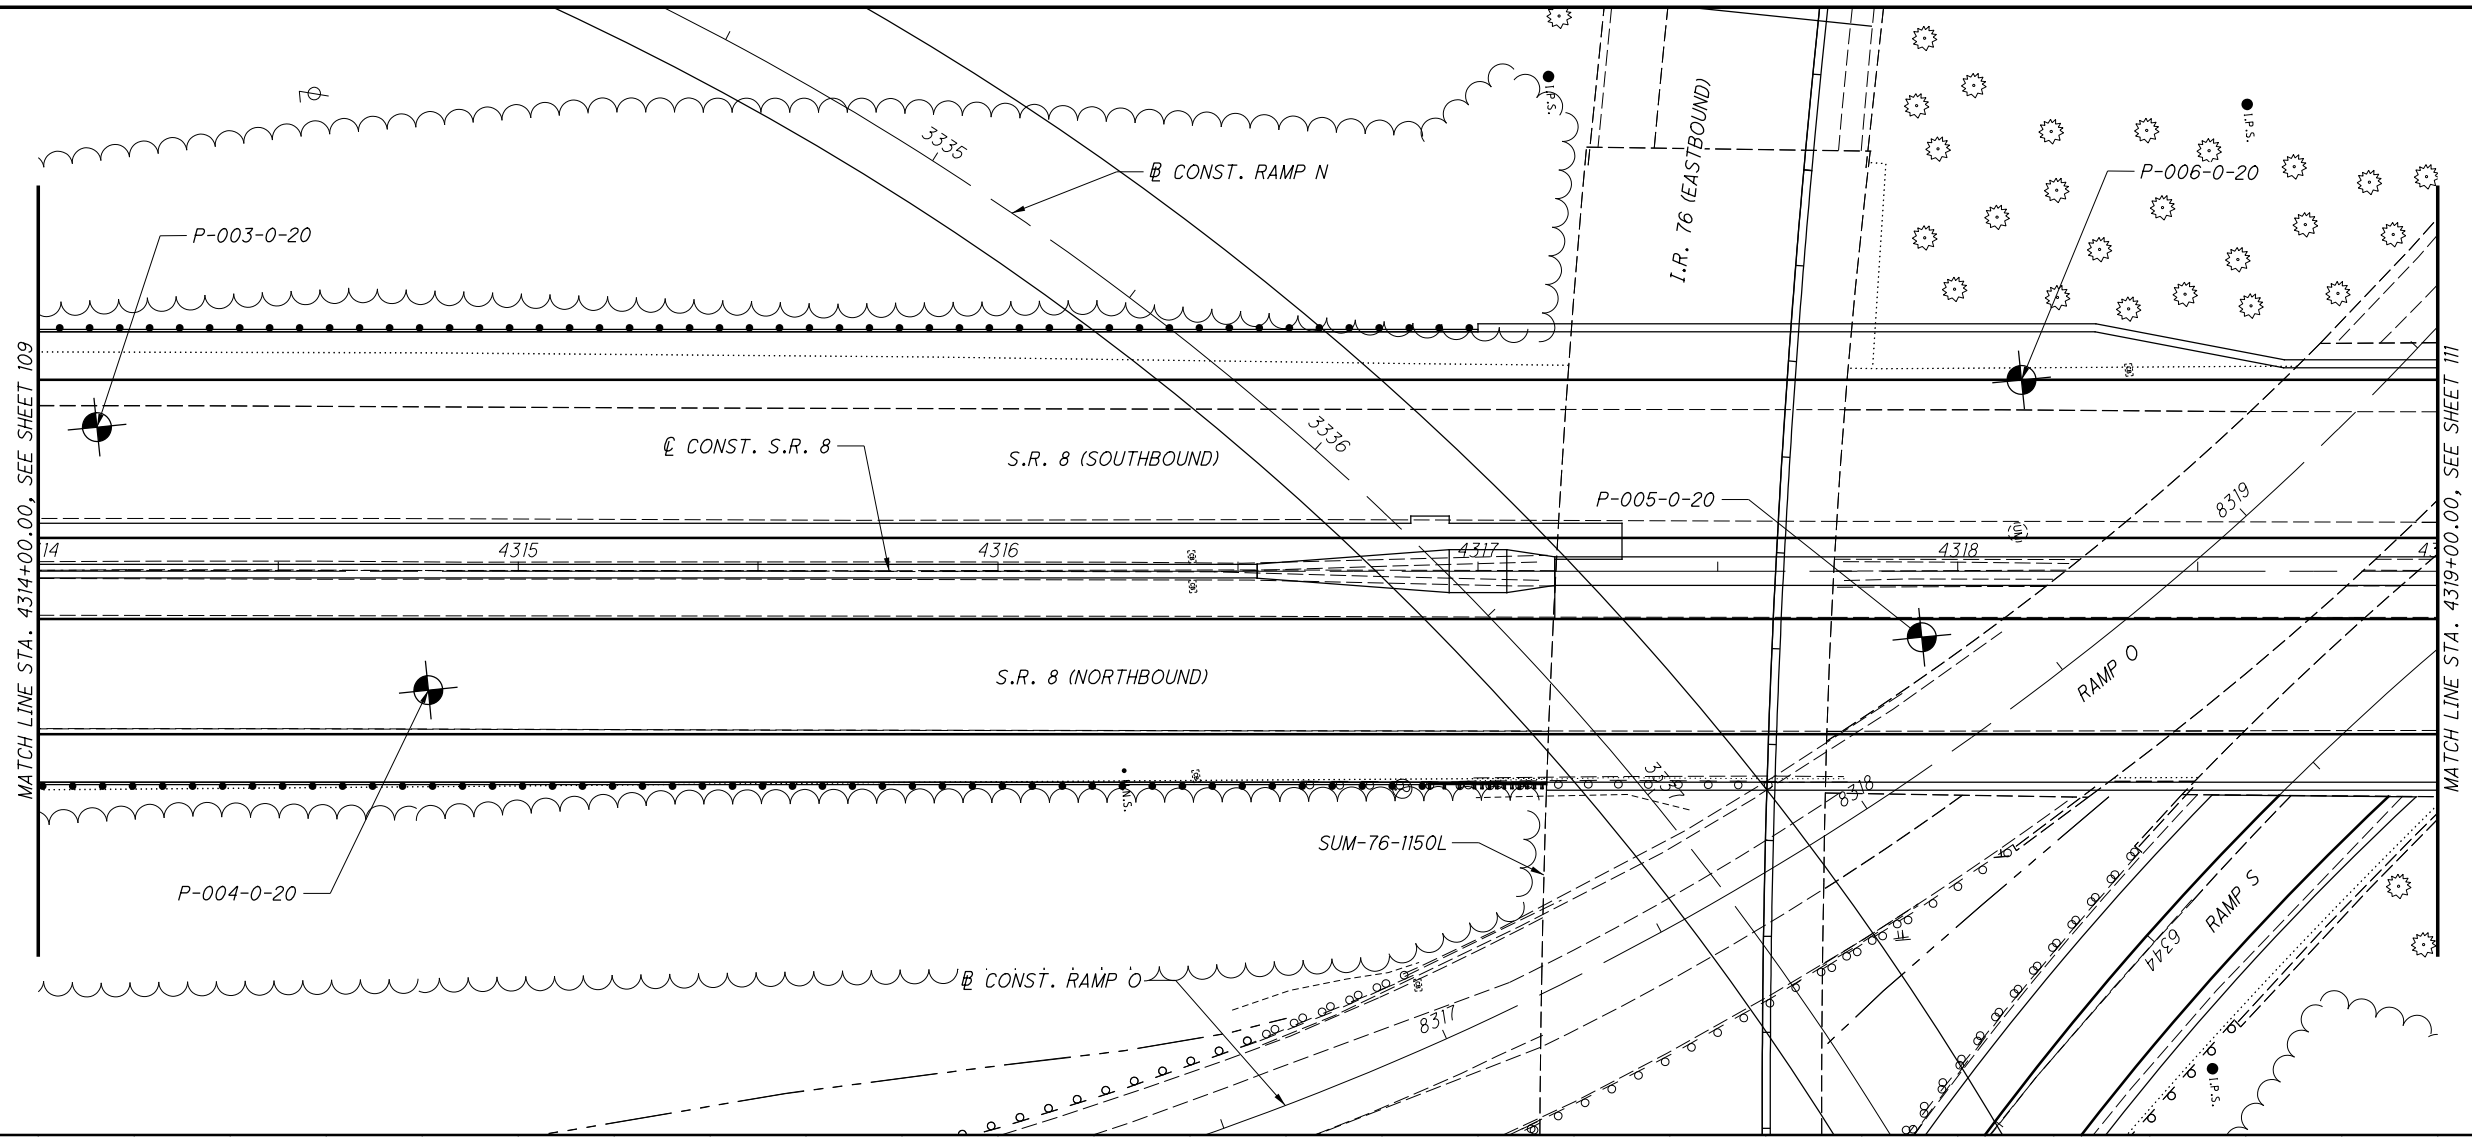 I.P.S.
I.P.S.
3335
I.R. 76 (EASTBOUND)
℄ CONST. RAMP N
P-006-0-20
P-003-0-20
MATCH LINE STA. 4314+00.00, SEE SHEET 109
MATCH LINE STA. 4319+00.00, SEE SHEET 111
3336
℄ CONST. S.R. 8
S.R. 8 (SOUTHBOUND)
P-005-0-20
8319
14
4315
4316
4317
4318
43
S.R. 8 (NORTHBOUND)
RAMP O
3337
8318
SUM-76-1150L
P-004-0-20
RAMP S
6344
℄ CONST. RAMP O
8317
I.P.S.